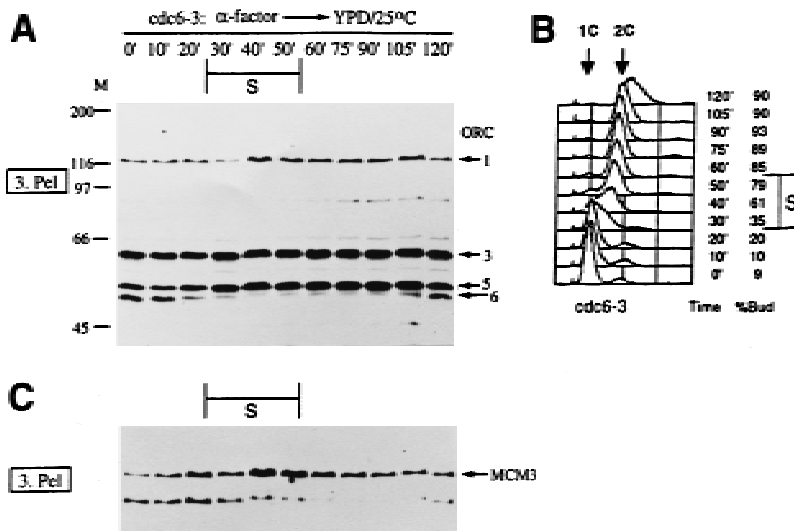 A
cdc6-3:: α-factor → YPD/25°C
0' 10' 20' 30' 40' 50' 60' 75' 90' 105' 120'
S
M
200
116
97
66
45
3. Pel
ORC
1
3
5
6
B
1C 2C
120' 90
105' 90
90' 93
75' 89
60' 85
50' 79
40' 61
30' 35
20' 20
10' 10
0' 9
S
cdc6-3 Time %Bud
C
S
3. Pel
MCM3